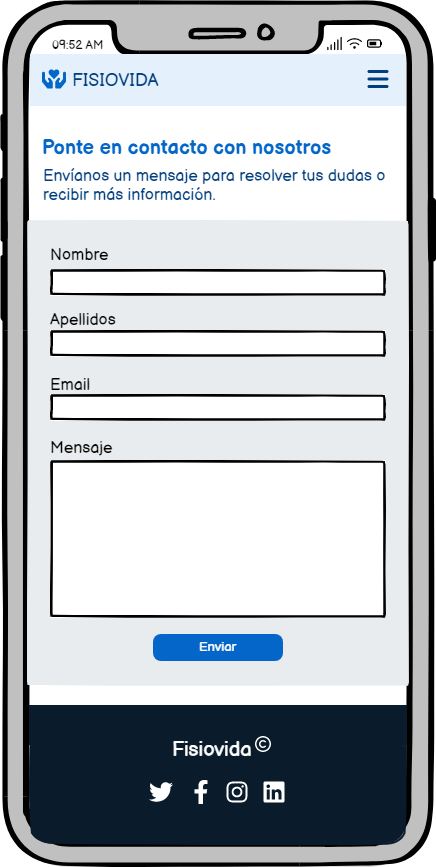 09:52 AM
FISIOVIDA
Ponte en contacto con nosotros
Envíanos un mensaje para resolver tus dudas o
recibir más información.
Nombre
Apellidos
Email
Mensaje
Enviar
Fisiovida ©